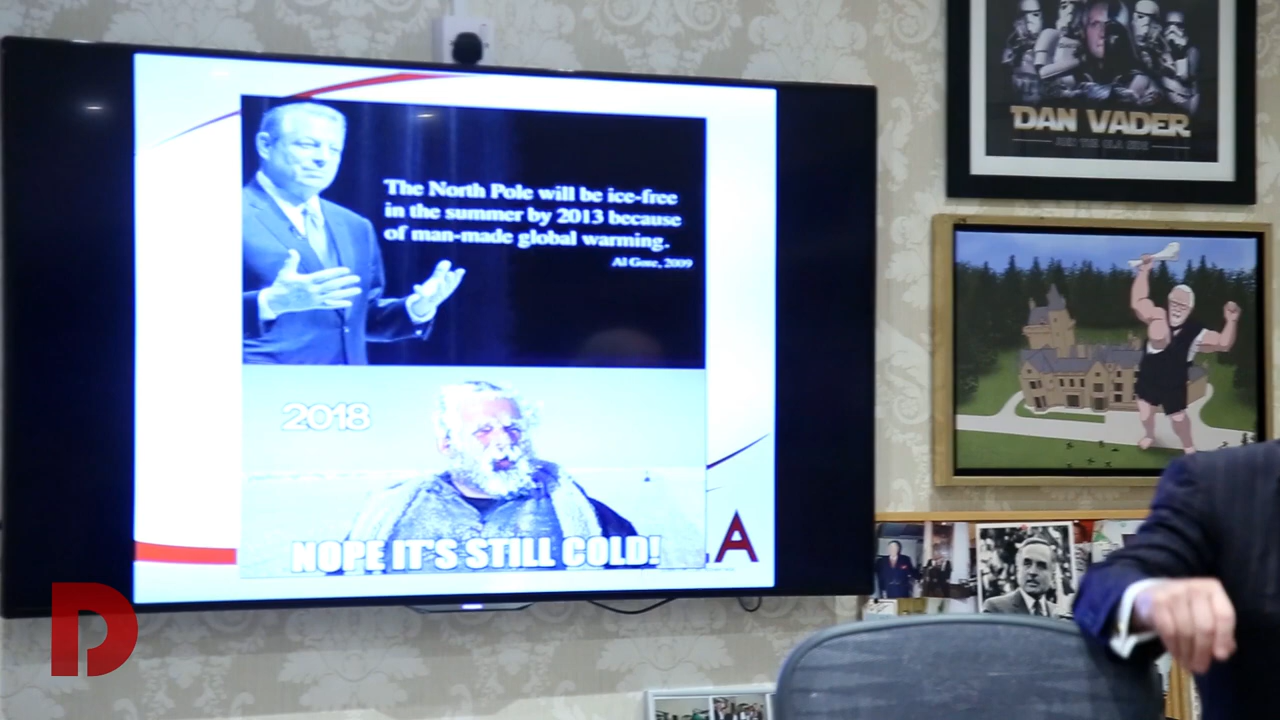 The North Pole will be ice-free
in the summer by 2013 because
of man-made global warming.
Al Gore, 2009
2018
NOPE IT'S STILL COLD!
LA
DAN VADER
D